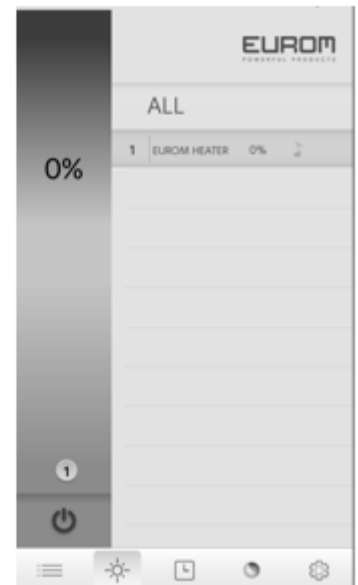 EUROM
POWERFUL PRODUCTS
ALL
1 EUROM HEATER 0%
0%
1